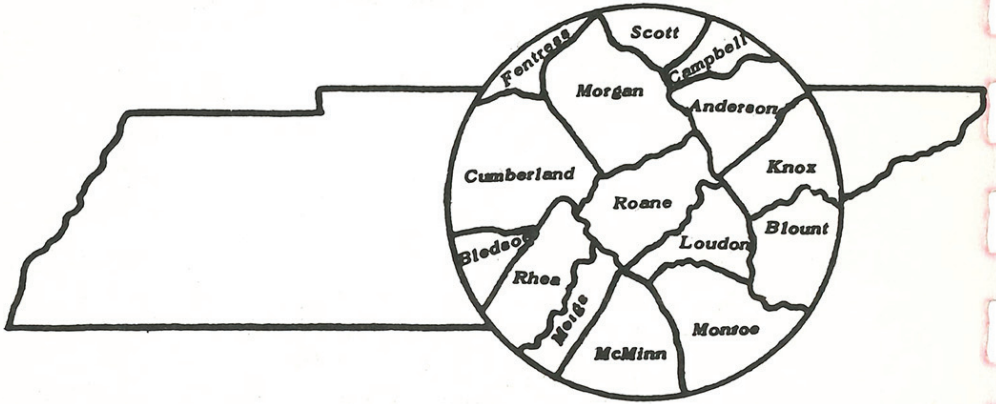 Scott
Fentress
Campbell
Morgan
Anderson
Cumberland
Knox
Roane
Blount
Loudon
Bledsoe
Rhea
Meigs
Monroe
McMinn